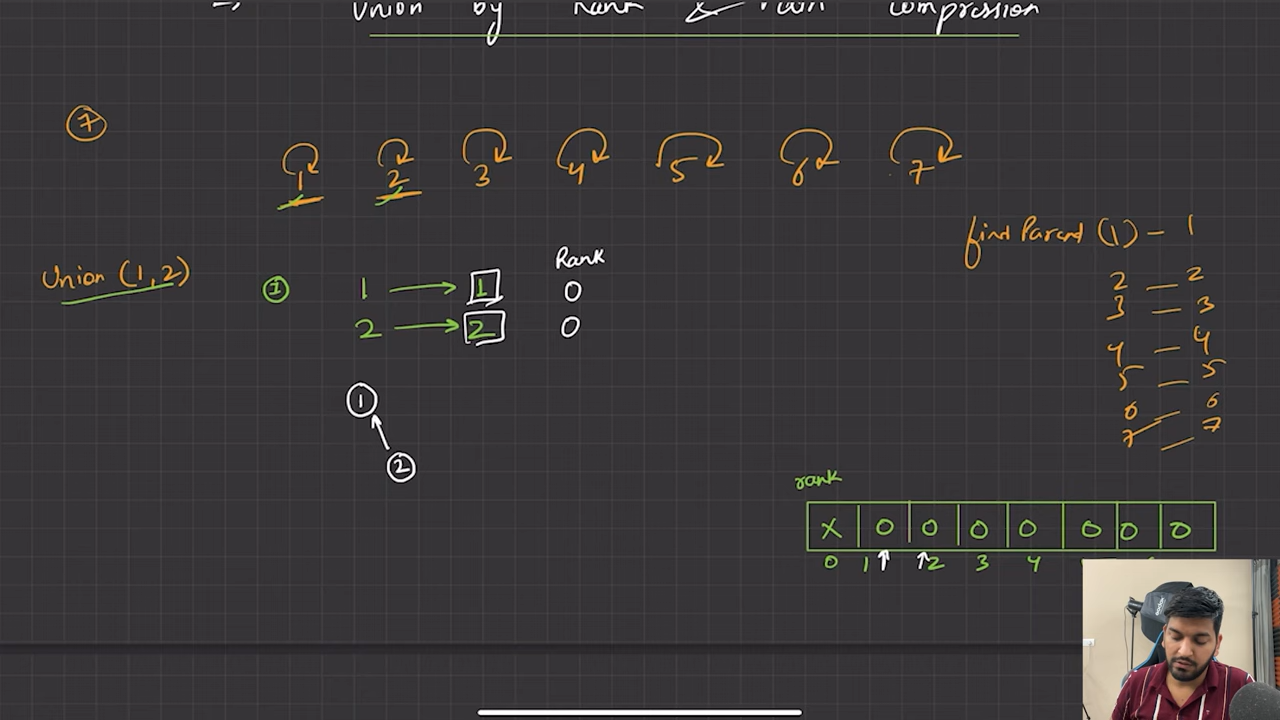 Union by Rank & Path Compression
7
1 2 3 4 5 6 7
find Parent (1) - 1
2 — 2
3 — 3
4 — 4
5 — 5
6 — 6
7 — 7
Union (1,2)
Rank
1 1 → 1 0
2 → 2 0
1
2
rank
X 0 0 0 0 0 0 0
0 1 2 3 4